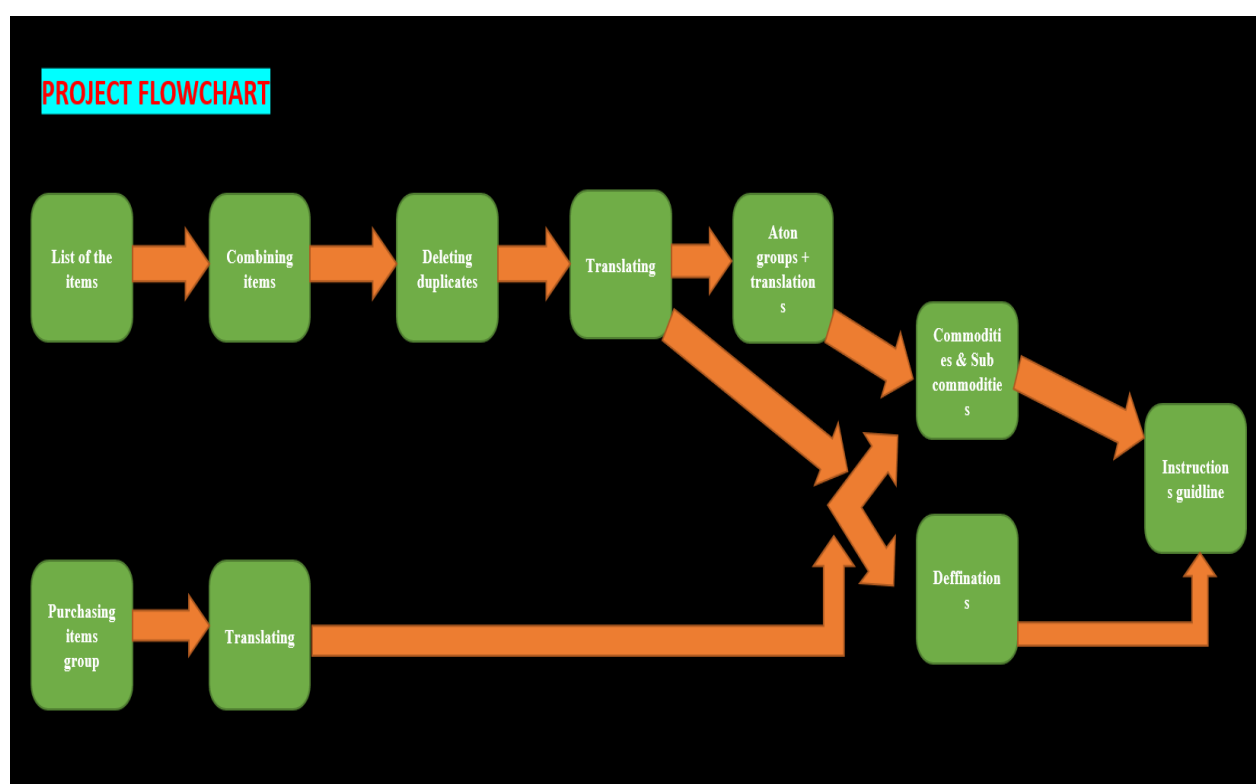 PROJECT FLOWCHART
List of the
items
Combining
items
Deleting
duplicates
Translating
Aton
groups +
translation
s
Commoditi
es & Sub
commoditie
s
Instruction
s guidline
Purchasing
items
group
Translating
Deffination
s